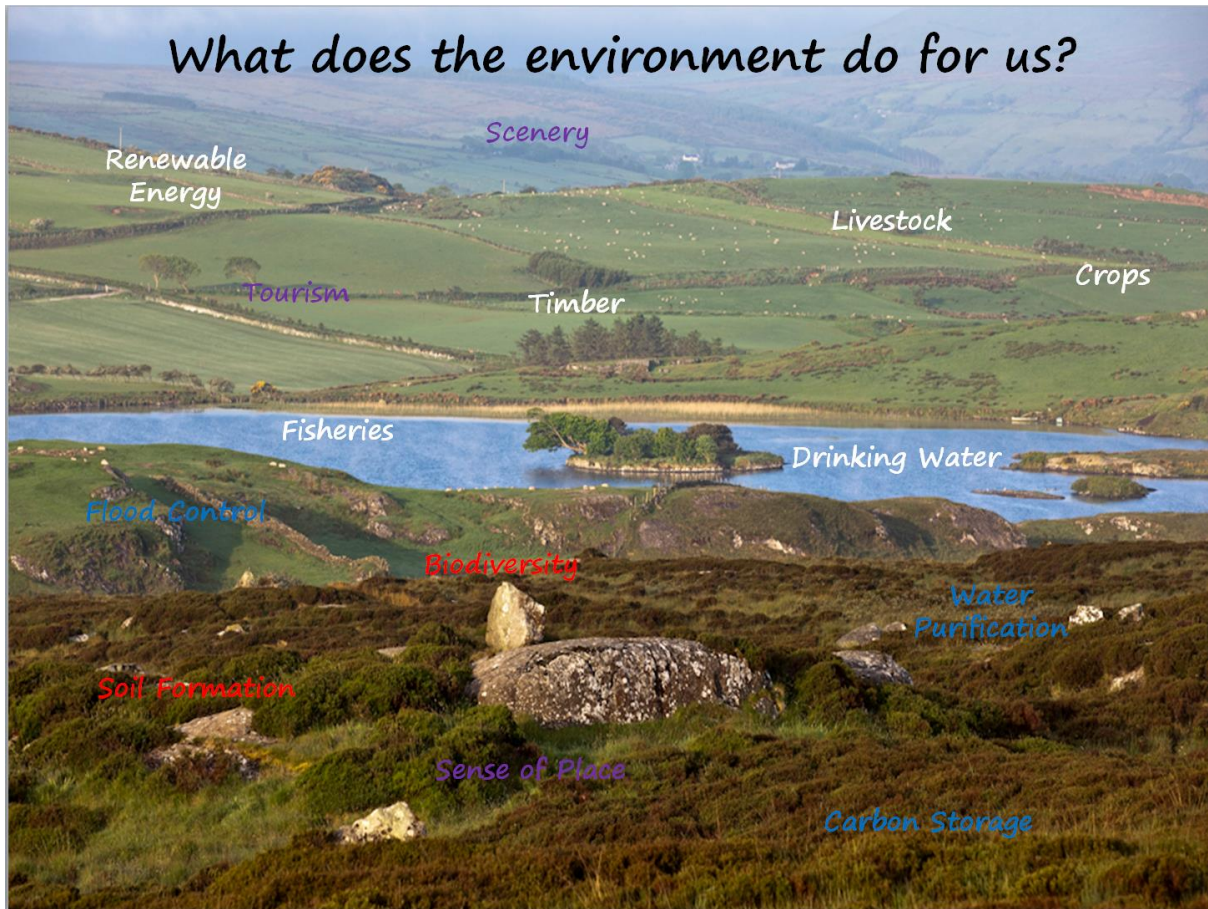 What does the environment do for us?
Scenery
Renewable
Energy
Livestock
Crops
Tourism
Timber
Fisheries
Drinking Water
Flood Control
Biodiversity
Water
Purification
Soil Formation
Sense of Place
Carbon Storage